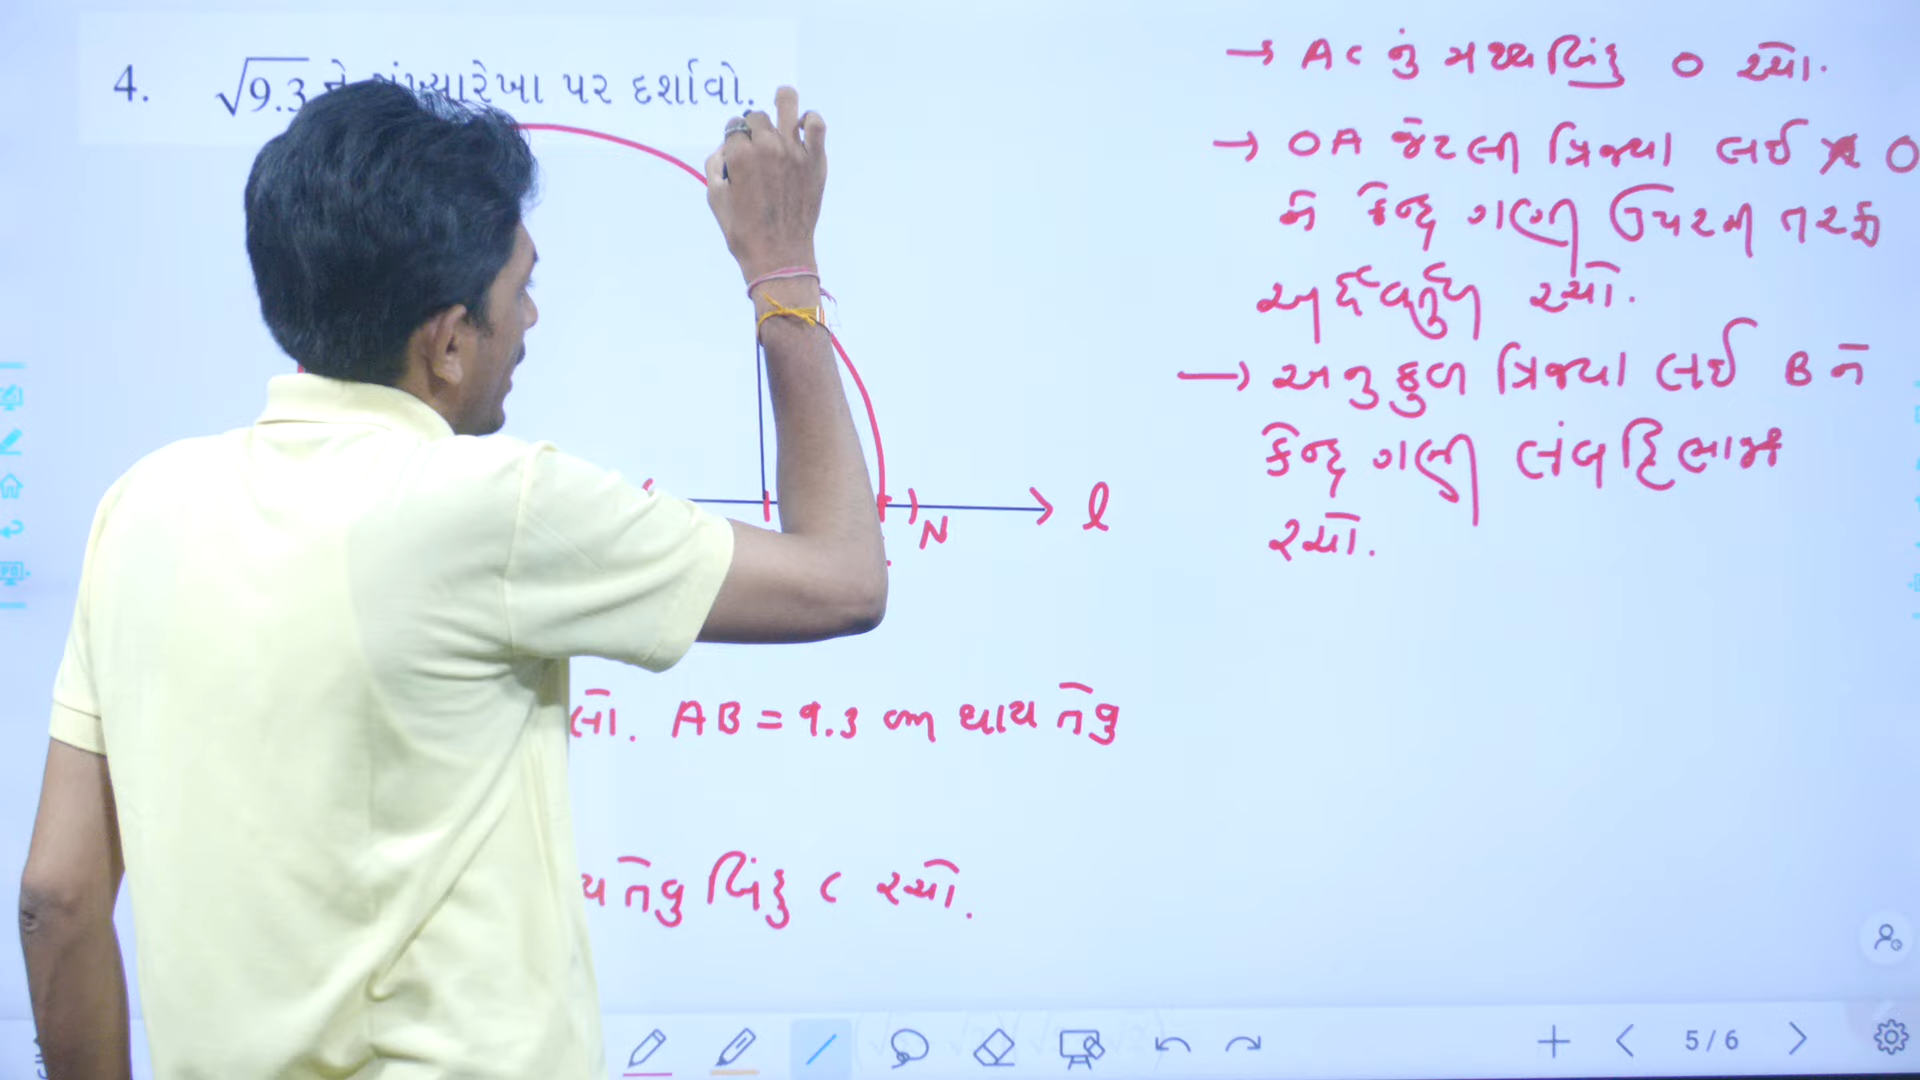 4. √9.3 ને સંખ્યારેખા પર દર્શાવો.
l
N
લો. AB = 9.3 cm થાય તેવુ
ય તેવુ બિંદુ C રચો.
→ AC નું મધ્યબિંદુ O રચો.
→ OA જેટલી ત્રિજ્યા લઈ O
ને કેન્દ્ર ગણી ઉપરની તરફ
અર્ધવર્તુળ રચો.
→ અનુકુળ ત્રિજ્યા લઈ B ને
કેન્દ્ર ગણી લંબદ્વિભાજક
રચો.
5/6